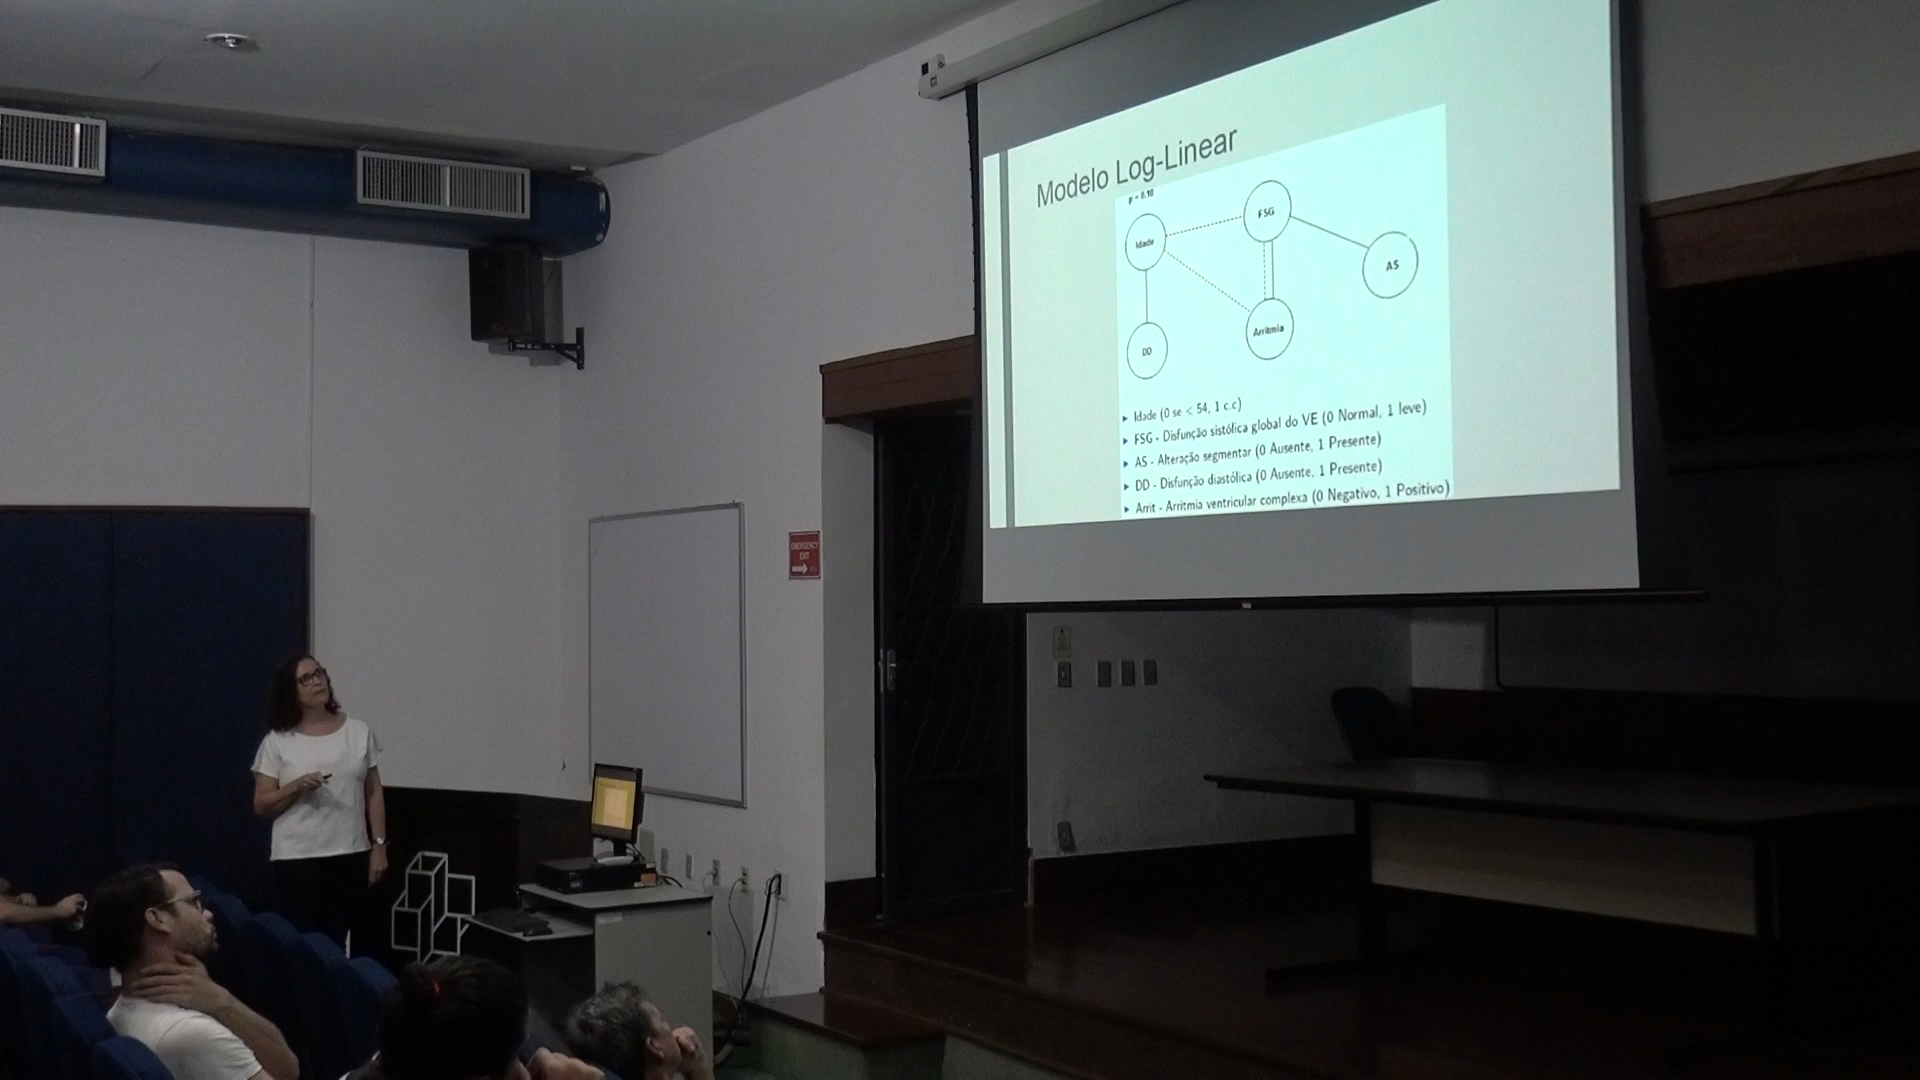 Modelo Log-Linear
p = 0.10
Idade
FSG
AS
DD
Arritmia
Idade (0 se < 54, 1 c.c)
FSG - Disfunção sistólica global do VE (0 Normal, 1 leve)
AS - Alteração segmentar (0 Ausente, 1 Presente)
DD - Disfunção diastólica (0 Ausente, 1 Presente)
Arrit - Arritmia ventricular complexa (0 Negativo, 1 Positivo)
EMERGENCY
EXIT